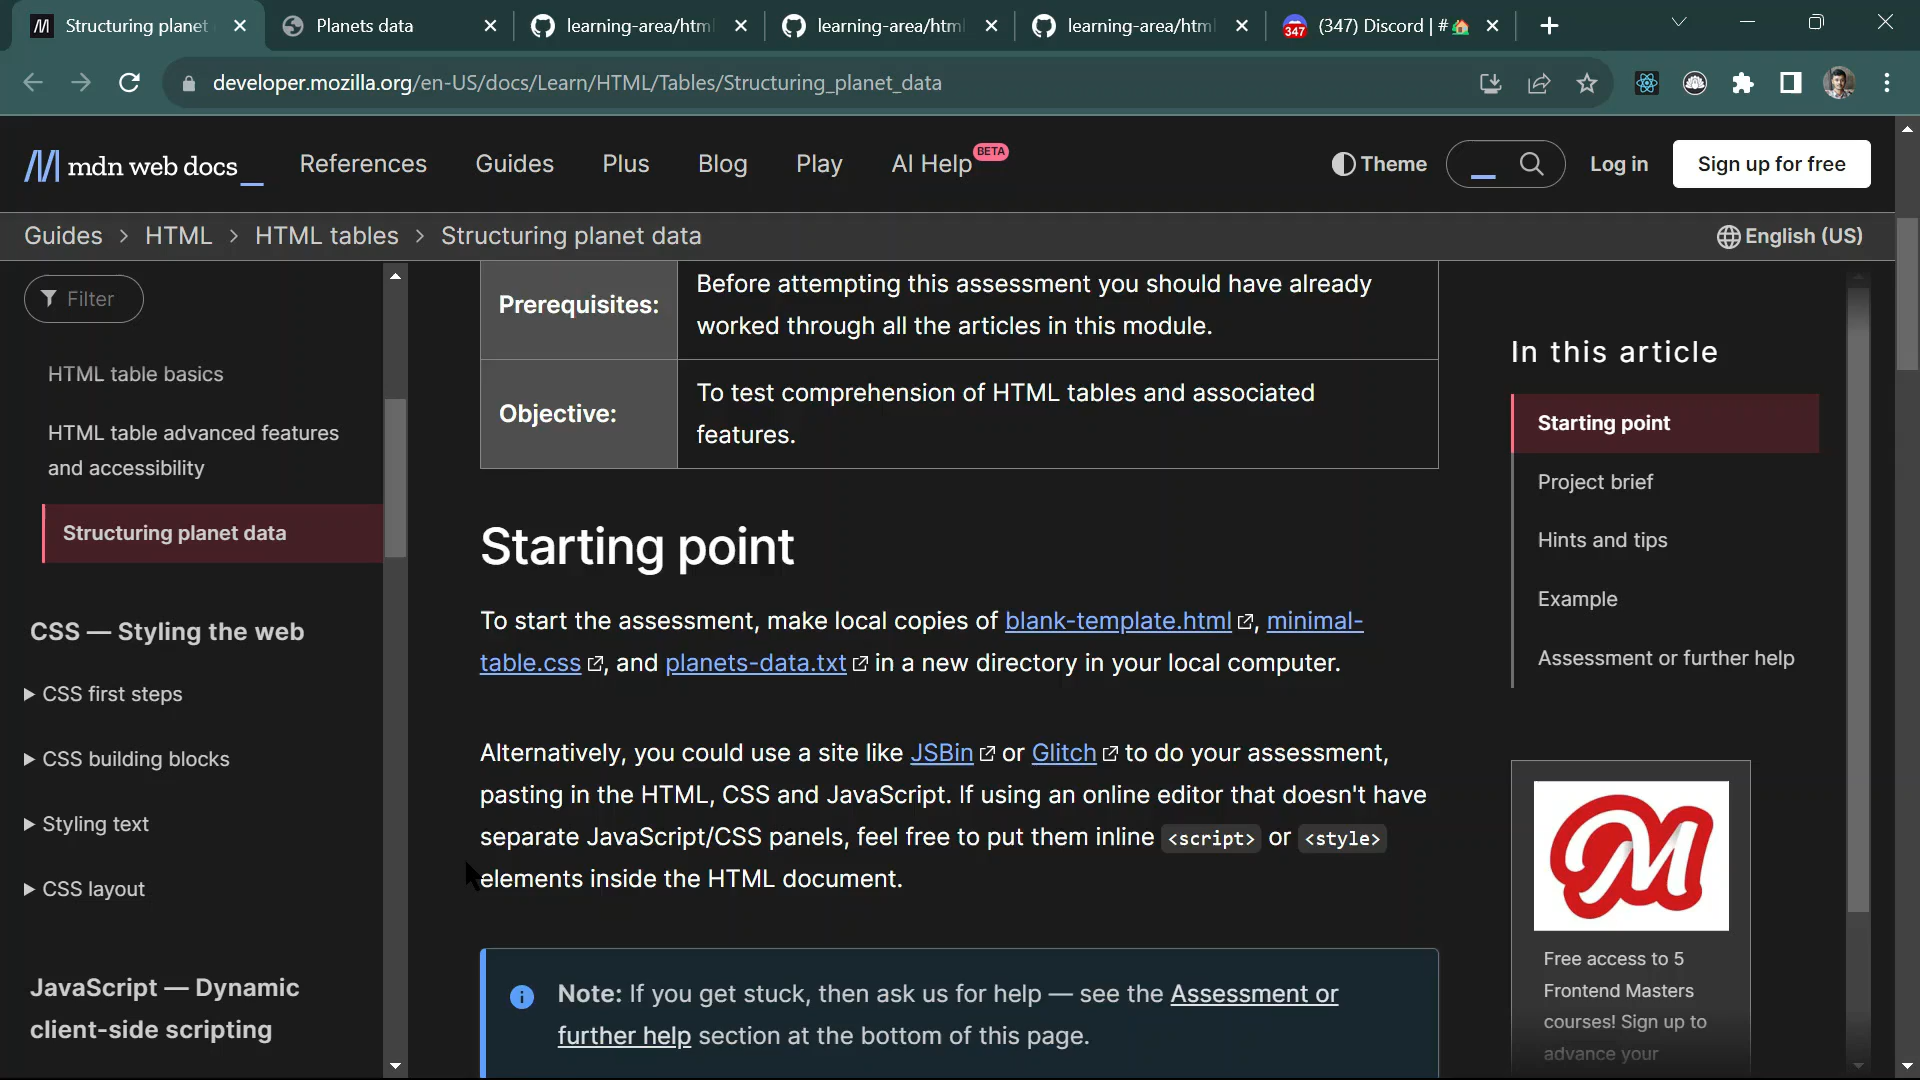 Structuring planet
Planets data
learning-area/html
learning-area/html
learning-area/html
347
(347) Discord | #🏠
developer.mozilla.org/en-US/docs/Learn/HTML/Tables/Structuring_planet_data
mdn web docs_
References
Guides
Plus
Blog
Play
AI Help
BETA
Theme
Log in
Sign up for free
Guides > HTML > HTML tables > Structuring planet data
English (US)
Filter
HTML table basics
HTML table advanced features
and accessibility
Structuring planet data
CSS — Styling the web
CSS first steps
CSS building blocks
Styling text
CSS layout
JavaScript — Dynamic
client-side scripting
Prerequisites:
Before attempting this assessment you should have already
worked through all the articles in this module.
Objective:
To test comprehension of HTML tables and associated
features.
Starting point
To start the assessment, make local copies of blank-template.html, minimal-
table.css, and planets-data.txt in a new directory in your local computer.
Alternatively, you could use a site like JSBin or Glitch to do your assessment,
pasting in the HTML, CSS and JavaScript. If using an online editor that doesn't have
separate JavaScript/CSS panels, feel free to put them inline <script> or <style>
elements inside the HTML document.
Note: If you get stuck, then ask us for help — see the Assessment or
further help section at the bottom of this page.
In this article
Starting point
Project brief
Hints and tips
Example
Assessment or further help
M
Free access to 5
Frontend Masters
courses! Sign up to
advance your